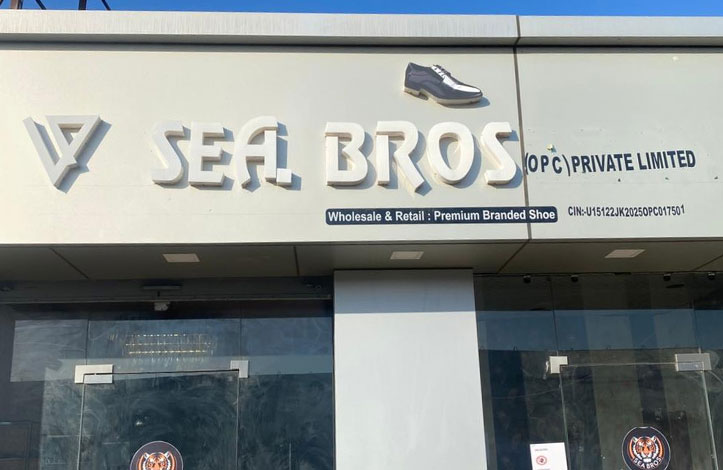 SEA. BROS
(OPC) PRIVATE LIMITED
Wholesale & Retail : Premium Branded Shoe
CIN:-U15122JK2025OPC017501
SEA BROS